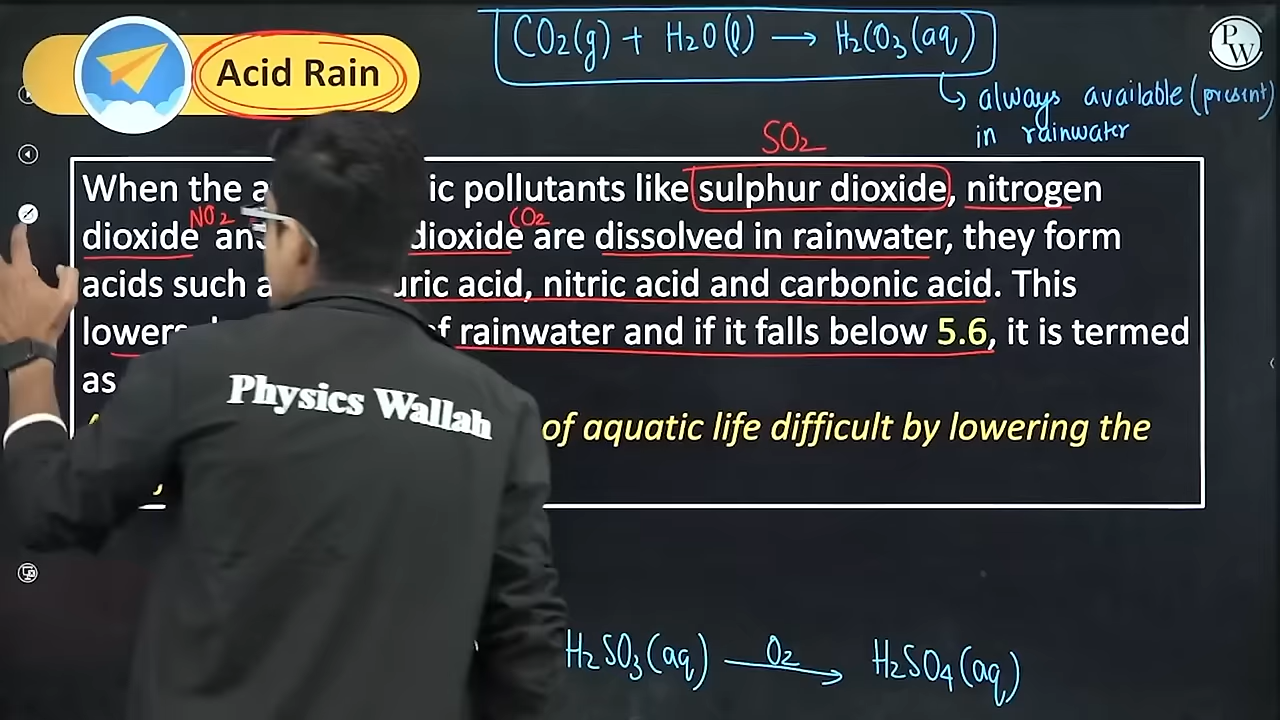 CO2(g) + H2O(l) → H2CO3(aq)
PW
Acid Rain
↳ always available (present)
in rainwater
SO2
When the a ic pollutants like sulphur dioxide, nitrogen
NO2 CO2
dioxide an dioxide are dissolved in rainwater, they form
acids such a uric acid, nitric acid and carbonic acid. This
lowers f rainwater and if it falls below 5.6, it is termed
as
of aquatic life difficult by lowering the
Physics Wallah
H2SO3(aq) —O2→ H2SO4(aq)